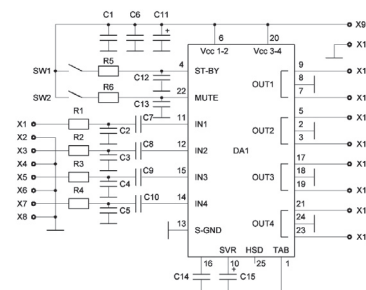 C1 C6 C11
X9
6 20
Vcc 1-2 Vcc 3-4
X1
R5
SW1
4
ST-BY
9
X1
C12
OUT1
8
R6
7
X1
SW2
22
MUTE
C13
5
X1
R1
C7
OUT2
2
X1
11
IN1
3
X1
X2
C2
R2
C8
X3
12
IN2
DA1
X4
C3
17
X1
R3
C9
OUT3
18
X5
15
IN3
19
X1
X6
C4
R4
C10
21
X1
X7
14
IN4
OUT4
24
X8
C5
23
X1
13
S-GND
SVR HSD TAB
16 10 25 1
C14 C15